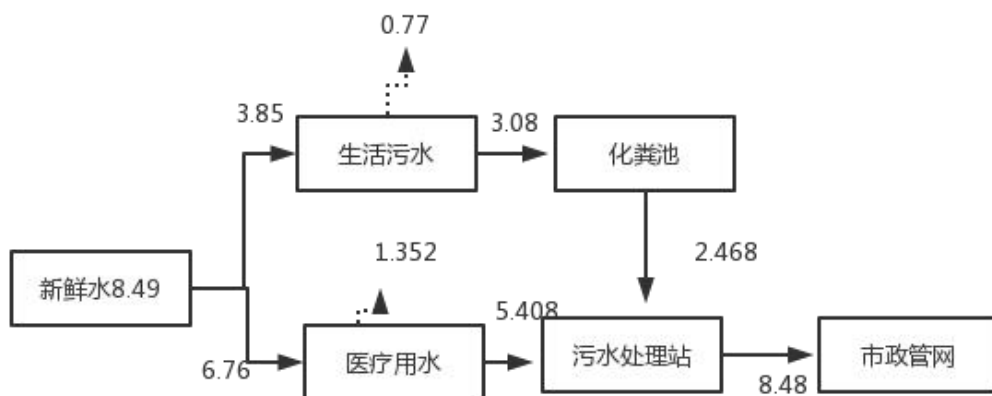 0.77
3.85
生活污水
3.08
化粪池
新鲜水8.49
1.352
2.468
6.76
医疗用水
5.408
污水处理站
8.48
市政管网